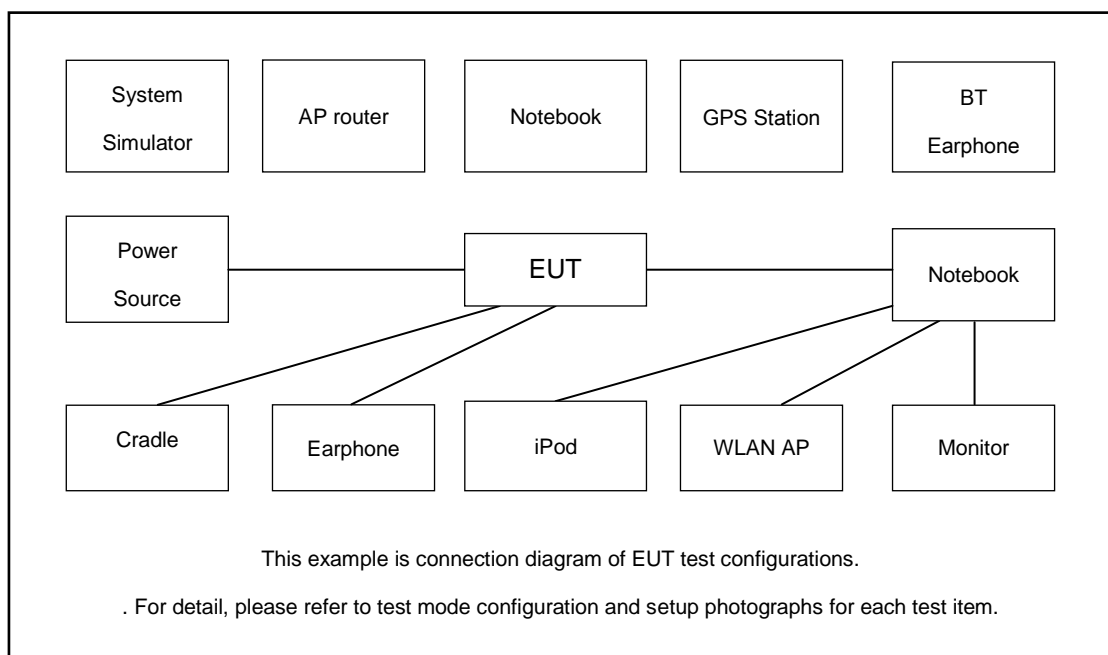 System
Simulator
AP router
Notebook
GPS Station
BT
Earphone
Power
Source
EUT
Notebook
Cradle
Earphone
iPod
WLAN AP
Monitor
This example is connection diagram of EUT test configurations.
. For detail, please refer to test mode configuration and setup photographs for each test item.